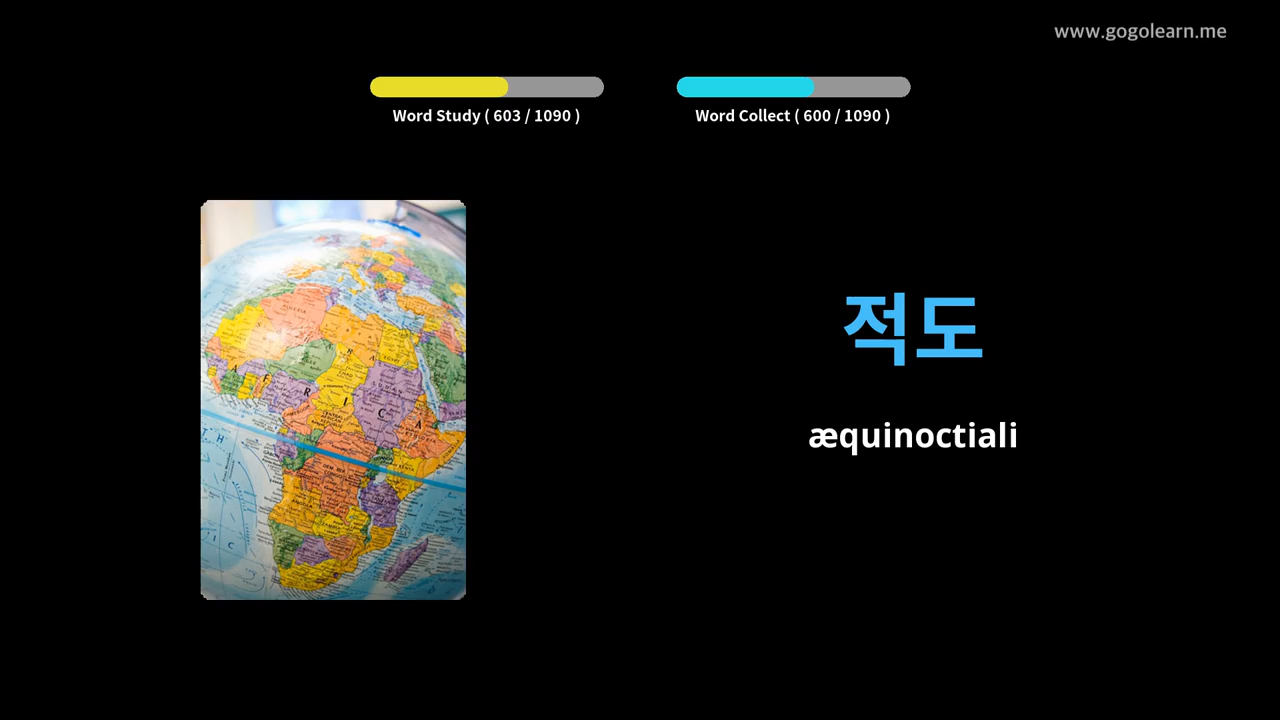 www.gogolearn.me
Word Study ( 603 / 1090 )
Word Collect ( 600 / 1090 )
적도
æquinoctiali
A F R I C A